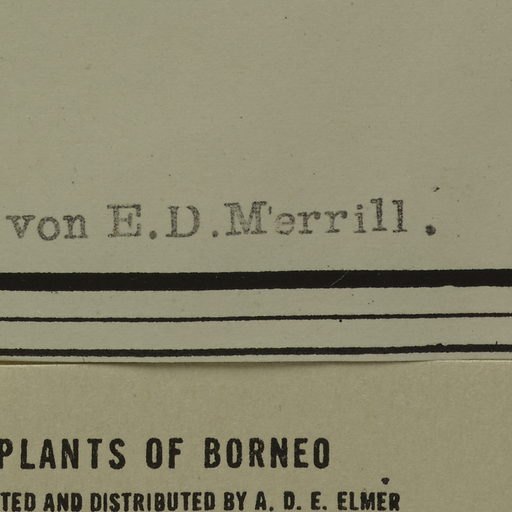 von E.D.Merrill.
PLANTS OF BORNEO
TED AND DISTRIBUTED BY A. D. E. ELMER